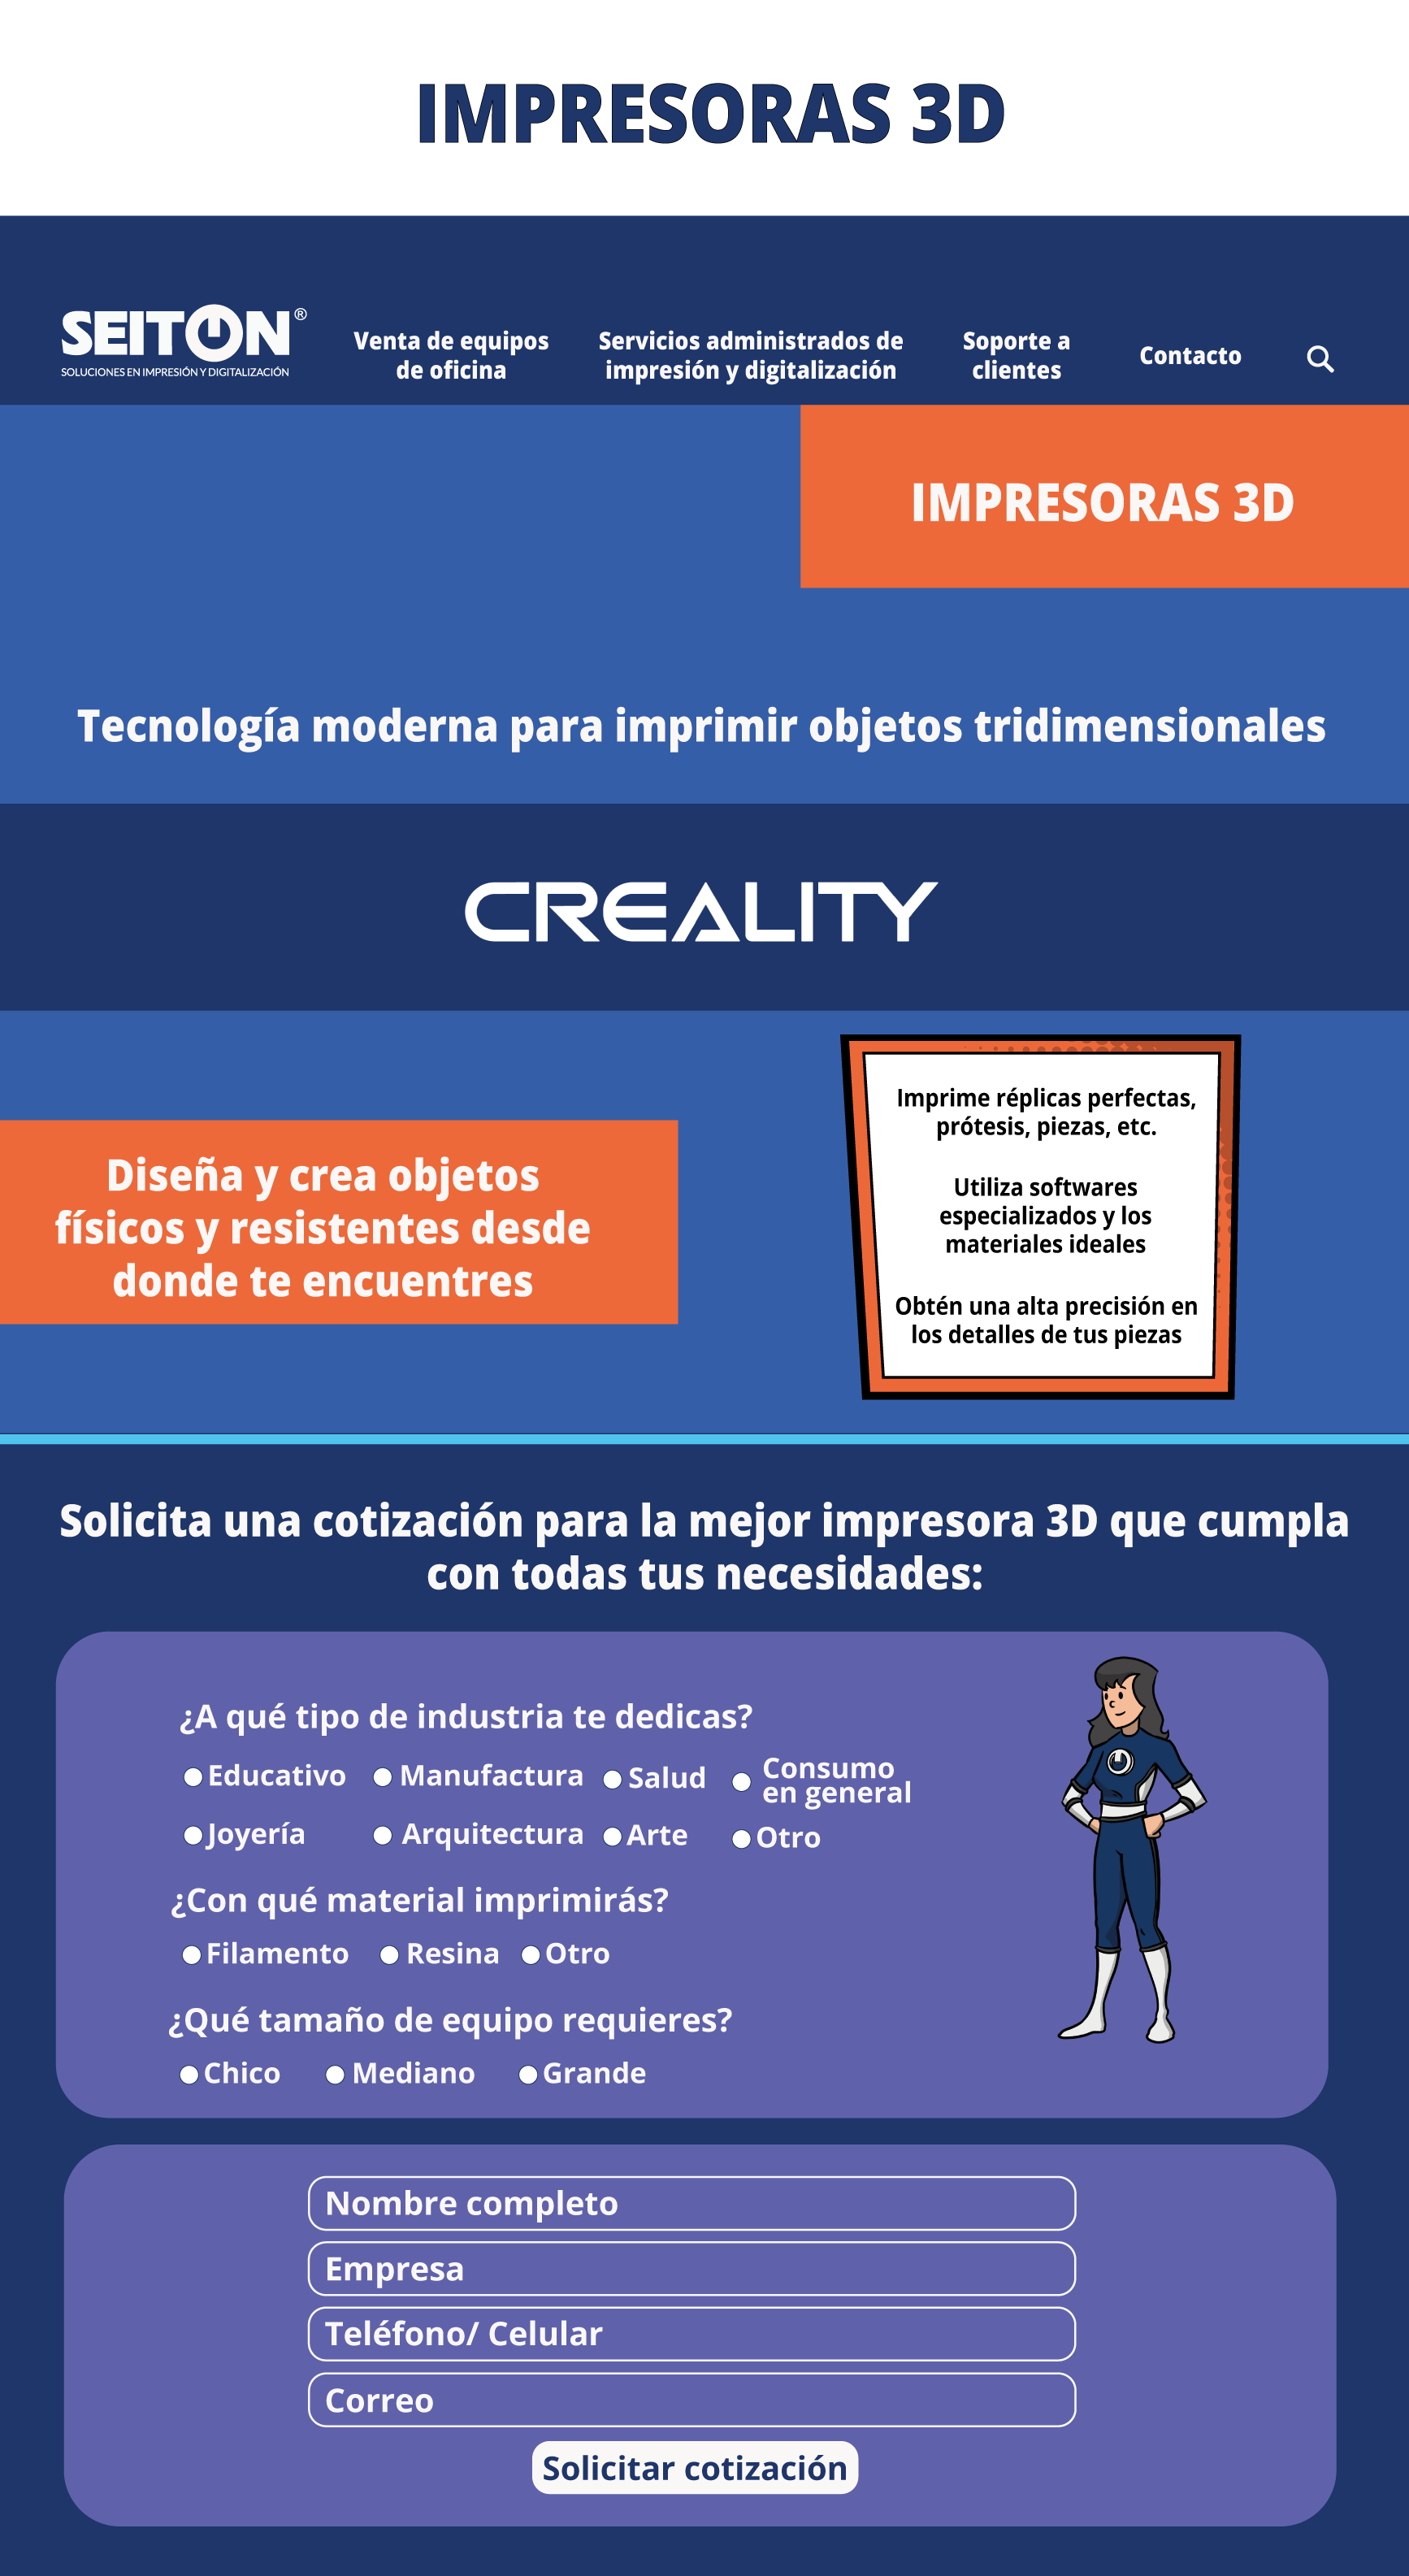 IMPRESORAS 3D
SEITON®
SOLUCIONES EN IMPRESIÓN Y DIGITALIZACIÓN
Venta de equipos
de oficina
Servicios administrados de
impresión y digitalización
Soporte a
clientes
Contacto
IMPRESORAS 3D
Tecnología moderna para imprimir objetos tridimensionales
CREALITY
Diseña y crea objetos
físicos y resistentes desde
donde te encuentres
Imprime réplicas perfectas,
prótesis, piezas, etc.
Utiliza softwares
especializados y los
materiales ideales
Obtén una alta precisión en
los detalles de tus piezas
Solicita una cotización para la mejor impresora 3D que cumpla
con todas tus necesidades:
¿A qué tipo de industria te dedicas?
Educativo Manufactura Salud Consumo
en general
Joyería Arquitectura Arte Otro
¿Con qué material imprimirás?
Filamento Resina Otro
¿Qué tamaño de equipo requieres?
Chico Mediano Grande
Nombre completo
Empresa
Teléfono/ Celular
Correo
Solicitar cotización